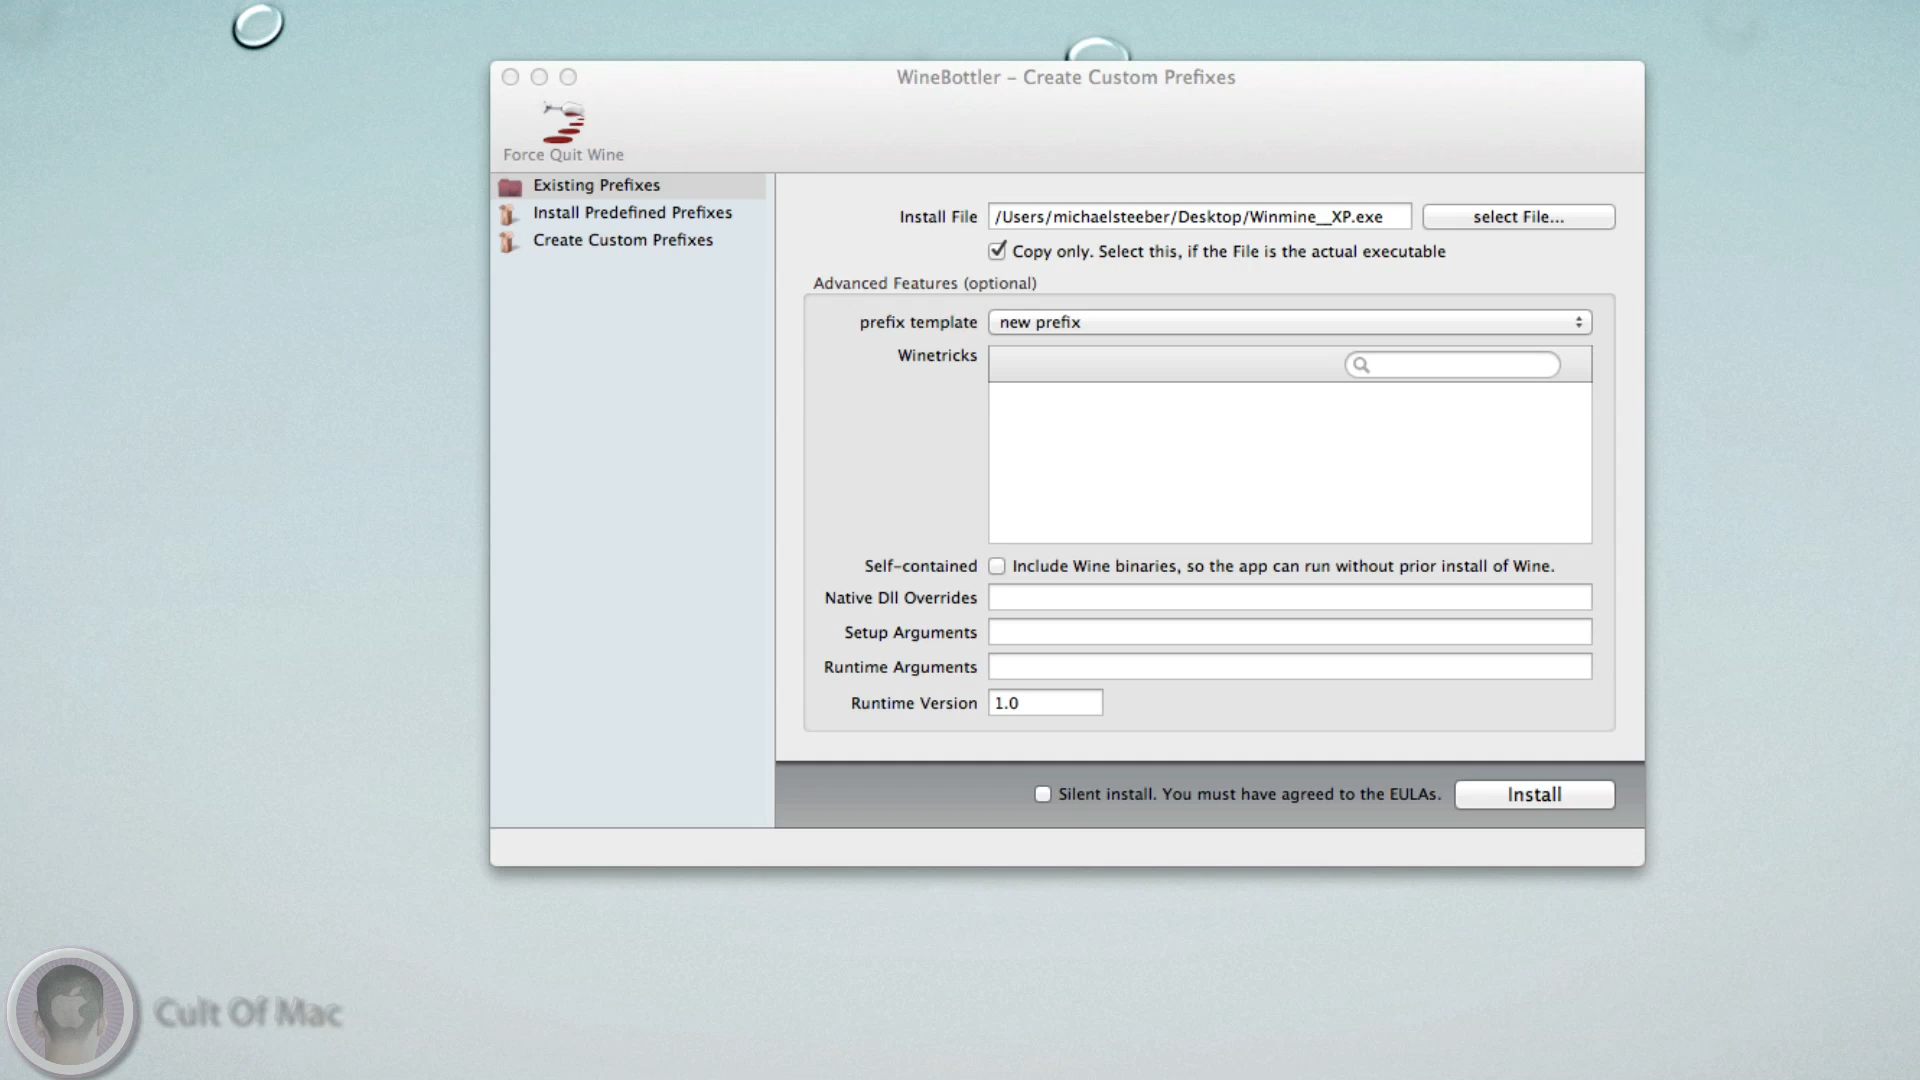 WineBottler – Create Custom Prefixes
Force Quit Wine
Existing Prefixes
Install Predefined Prefixes
Create Custom Prefixes
Install File /Users/michaelsteeber/Desktop/Winmine__XP.exe select File...
Copy only. Select this, if the File is the actual executable
Advanced Features (optional)
prefix template new prefix
Winetricks
Self-contained Include Wine binaries, so the app can run without prior install of Wine.
Native Dll Overrides
Setup Arguments
Runtime Arguments
Runtime Version 1.0
Silent install. You must have agreed to the EULAs. Install
Cult Of Mac